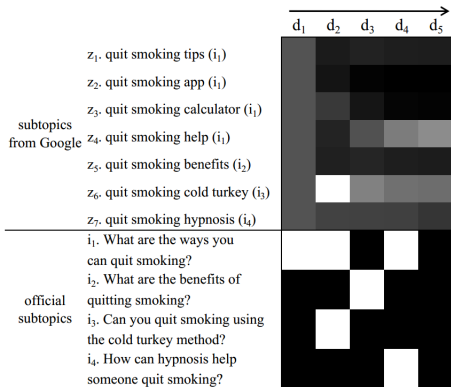 d₁ d₂ d₃ d₄ d₅
z₁. quit smoking tips (i₁)
z₂. quit smoking app (i₁)
z₃. quit smoking calculator (i₁)
subtopics
from Google
z₄. quit smoking help (i₁)
z₅. quit smoking benefits (i₂)
z₆. quit smoking cold turkey (i₃)
z₇. quit smoking hypnosis (i₄)
i₁. What are the ways you
can quit smoking?
i₂. What are the benefits of
quitting smoking?
official
subtopics
i₃. Can you quit smoking using
the cold turkey method?
i₄. How can hypnosis help
someone quit smoking?